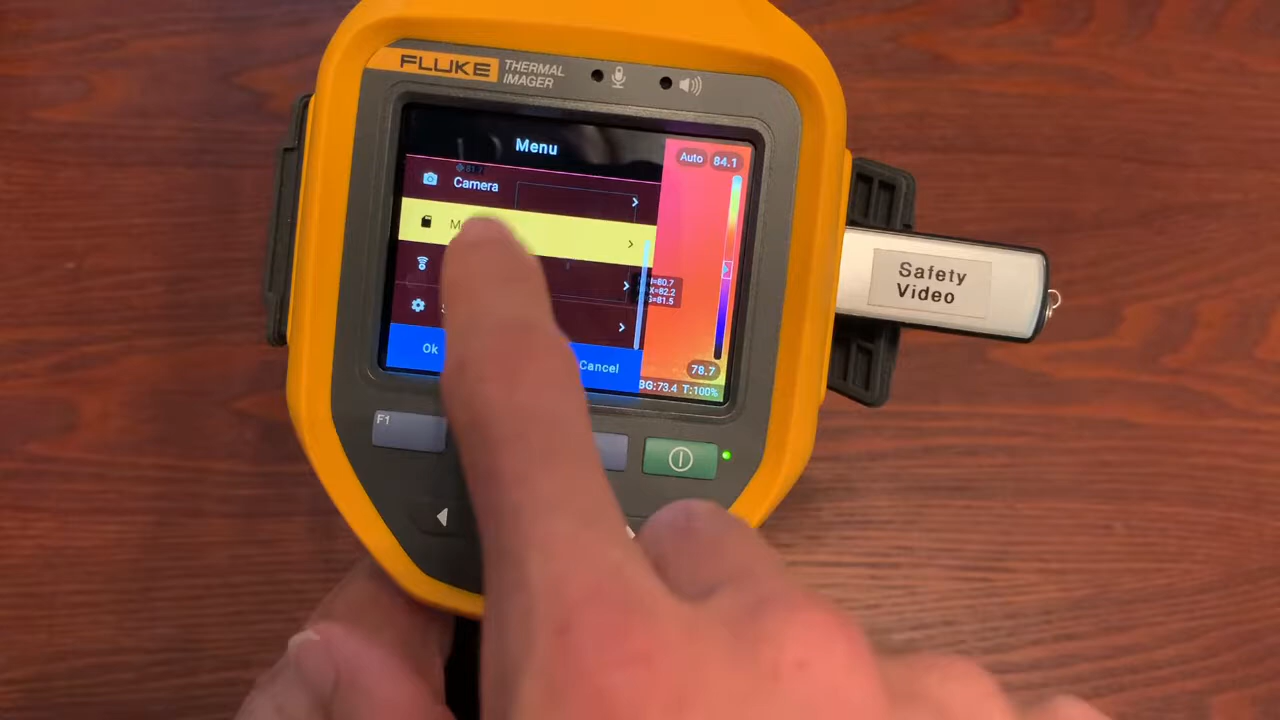 FLUKE
THERMAL
IMAGER
Menu
Auto 84.1
Camera
Ok
Cancel
78.7
BG:73.4 T:100%
F1
Safety
Video